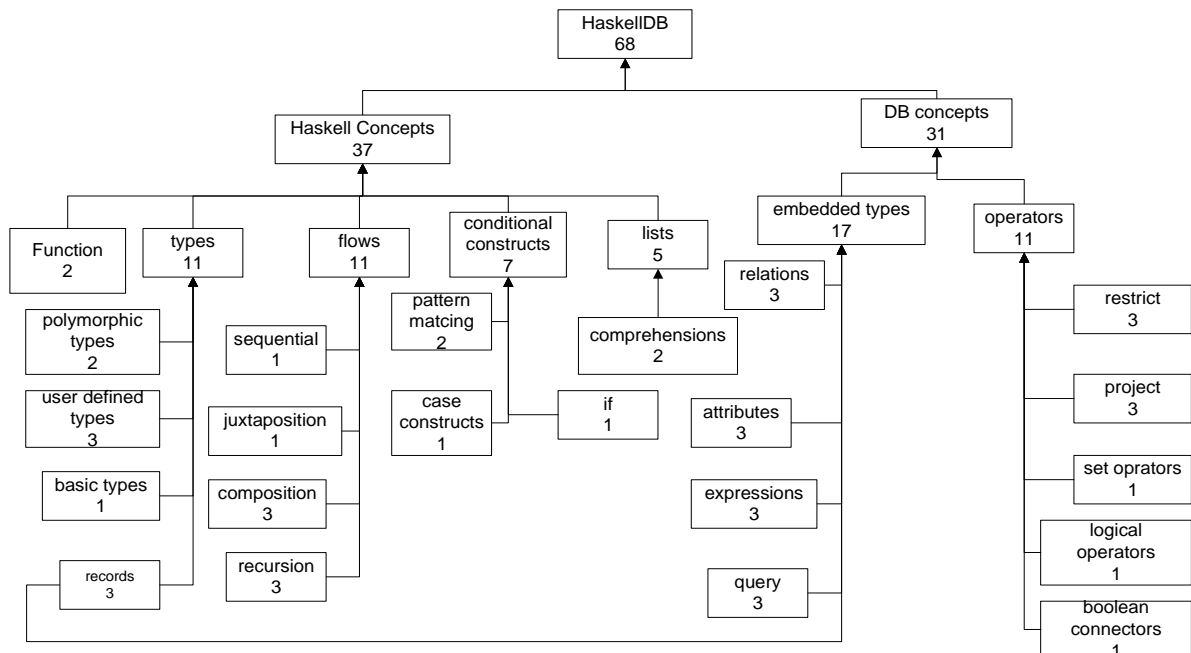 HaskellDB
68
Haskell Concepts
37
DB concepts
31
Function
2
types
11
flows
11
conditional
constructs
7
lists
5
embedded types
17
operators
11
polymorphic
types
2
user defined
types
3
basic types
1
records
3
sequential
1
juxtaposition
1
composition
3
recursion
3
pattern
matcing
2
case
constructs
1
if
1
comprehensions
2
relations
3
attributes
3
expressions
3
query
3
restrict
3
project
3
set oprators
1
logical
operators
1
boolean
connectors
1